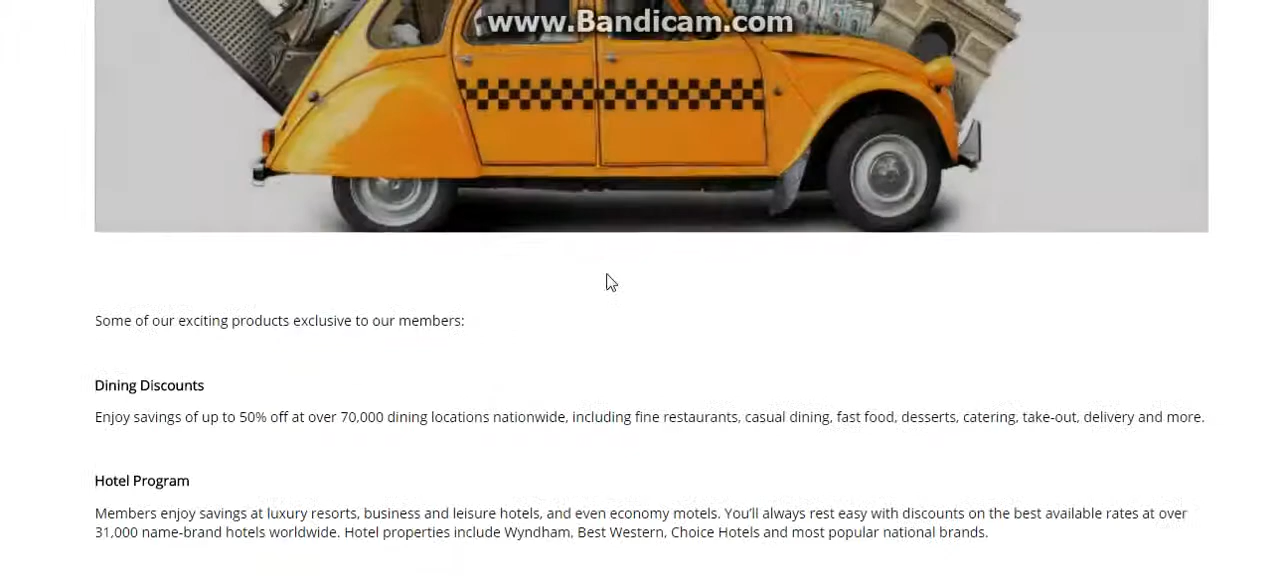 www.Bandicam.com
Some of our exciting products exclusive to our members:
Dining Discounts
Enjoy savings of up to 50% off at over 70,000 dining locations nationwide, including fine restaurants, casual dining, fast food, desserts, catering, take-out, delivery and more.
Hotel Program
Members enjoy savings at luxury resorts, business and leisure hotels, and even economy motels. You'll always rest easy with discounts on the best available rates at over
31,000 name-brand hotels worldwide. Hotel properties include Wyndham, Best Western, Choice Hotels and most popular national brands.